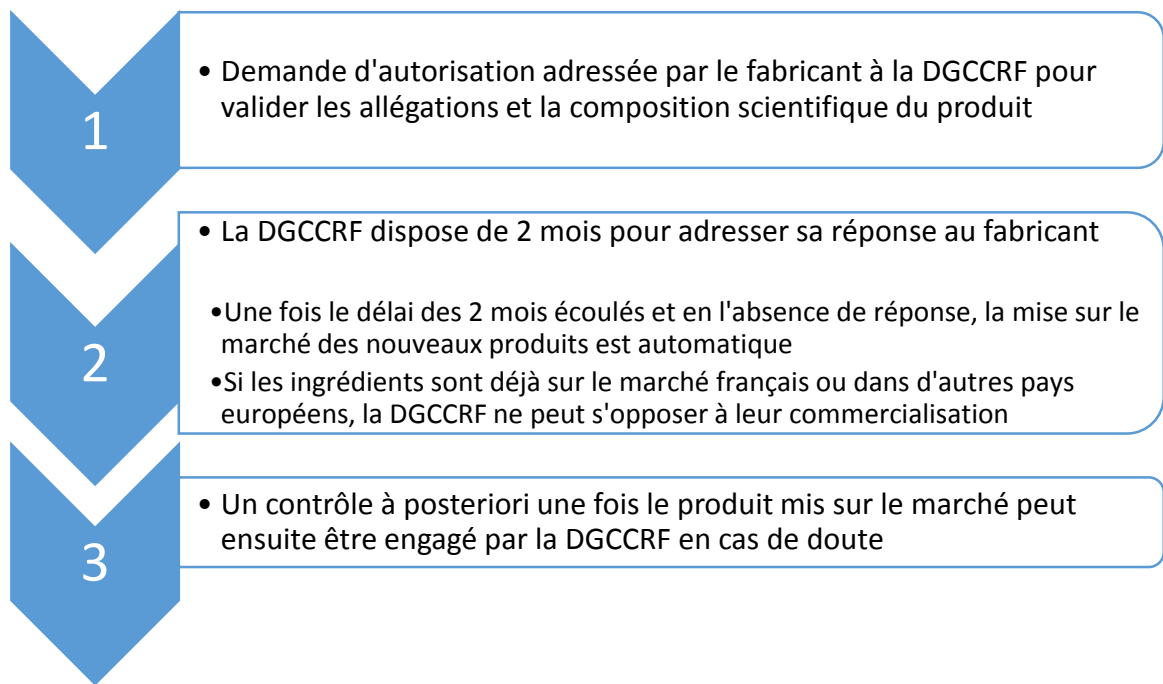 1
• Demande d'autorisation adressée par le fabricant à la DGCCRF pour
valider les allégations et la composition scientifique du produit
2
• La DGCCRF dispose de 2 mois pour adresser sa réponse au fabricant
•Une fois le délai des 2 mois écoulés et en l'absence de réponse, la mise sur le
marché des nouveaux produits est automatique
•Si les ingrédients sont déjà sur le marché français ou dans d'autres pays
européens, la DGCCRF ne peut s'opposer à leur commercialisation
3
• Un contrôle à posteriori une fois le produit mis sur le marché peut
ensuite être engagé par la DGCCRF en cas de doute